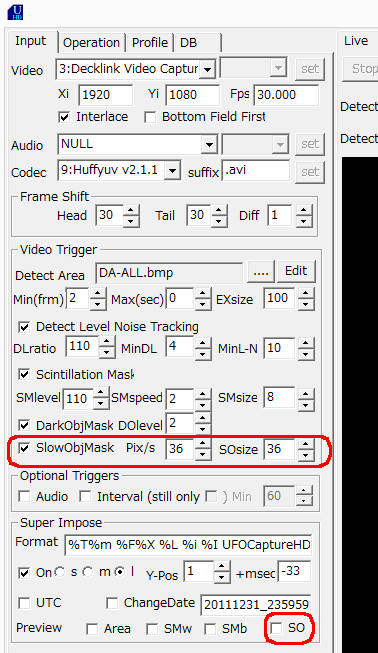 U
HD
Input Operation Profile DB Live
Video 3:Decklink Video Captur set Stop
Xi 1920 Yi 1080 Fps 30.000
Interlace Bottom Field First Detect
Audio NULL set Detect
Codec 9:Huffyuv v2.1.1 suffix .avi set
Frame Shift
Head 30 Tail 30 Diff 1
Video Trigger
Detect Area DA-ALL.bmp .... Edit
Min(frm) 2 Max(sec) 0 EXsize 100
Detect Level Noise Tracking
DLratio 110 MinDL 4 MinL-N 10
Scintillation Mask
SMlevel 110 SMspeed 2 SMsize 8
DarkObjMask DOlevel 2
SlowObjMask Pix/s 36 SOsize 36
Optional Triggers
Audio Interval (still only ) Min 60
Super Impose
Format %T%m %F%X %L %i %I UFOCaptureHD
On s m l Y-Pos 1 +msec -33
UTC ChangeDate 20111231_235959
Preview Area SMw SMb SO